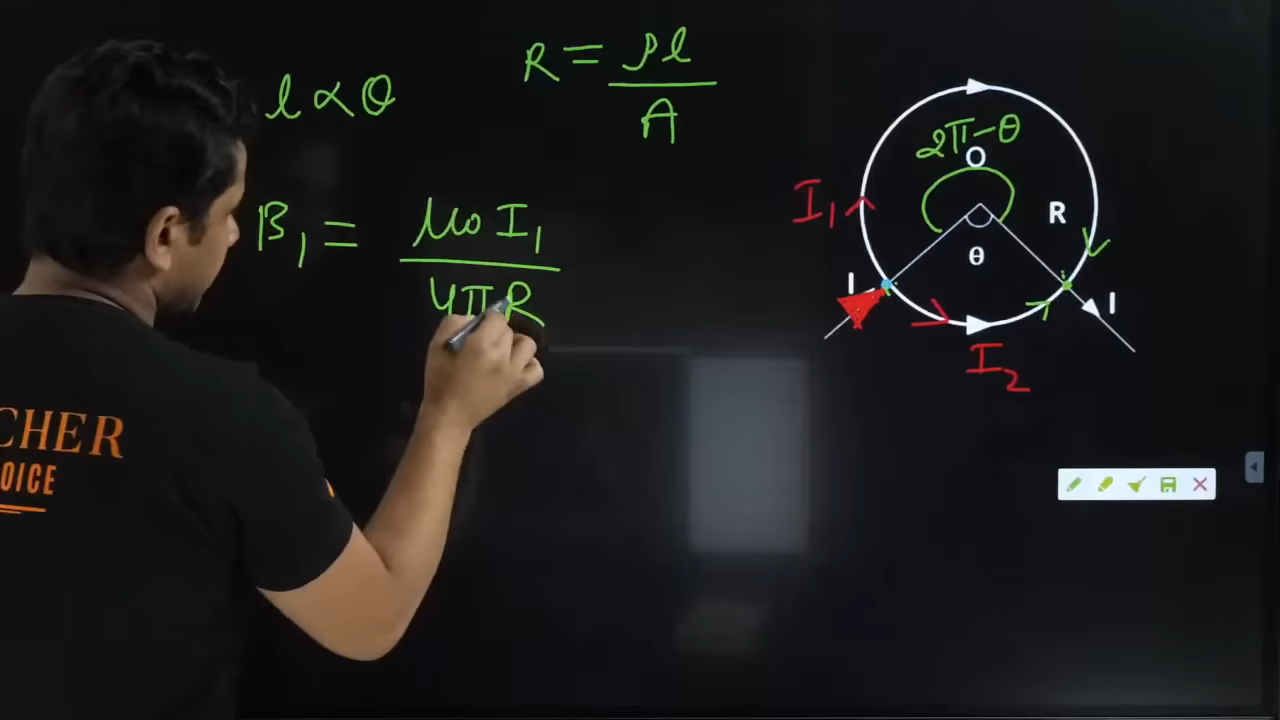 l ∝ θ
R = ρl / A
B₁ = μ₀ I₁ / 4πR
2π-θ
O
I₁
R
θ
I
I
I₂
CHER
OICE